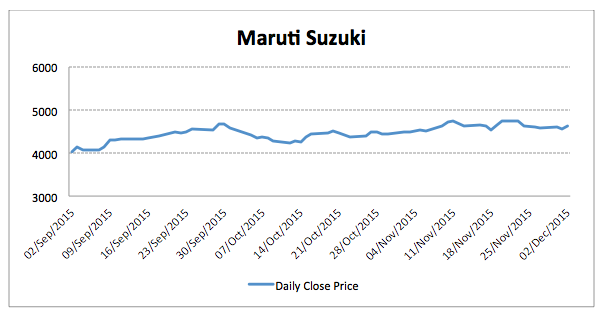 Maruti Suzuki
6000
5000
4000
3000
02/Sep/2015
09/Sep/2015
16/Sep/2015
23/Sep/2015
30/Sep/2015
07/Oct/2015
14/Oct/2015
21/Oct/2015
28/Oct/2015
04/Nov/2015
11/Nov/2015
18/Nov/2015
25/Nov/2015
02/Dec/2015
Daily Close Price